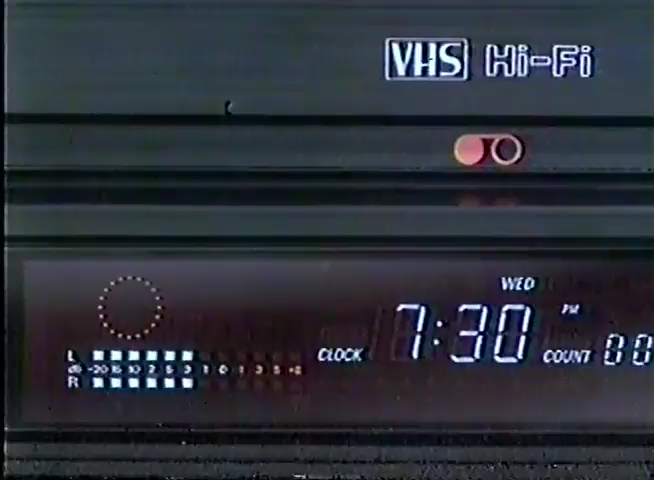 VHS Hi-Fi
WED
7:30 PM
CLOCK
COUNT 00
L
dB -20 15 10 2 5 3 1 0 1 3 5 +8
R